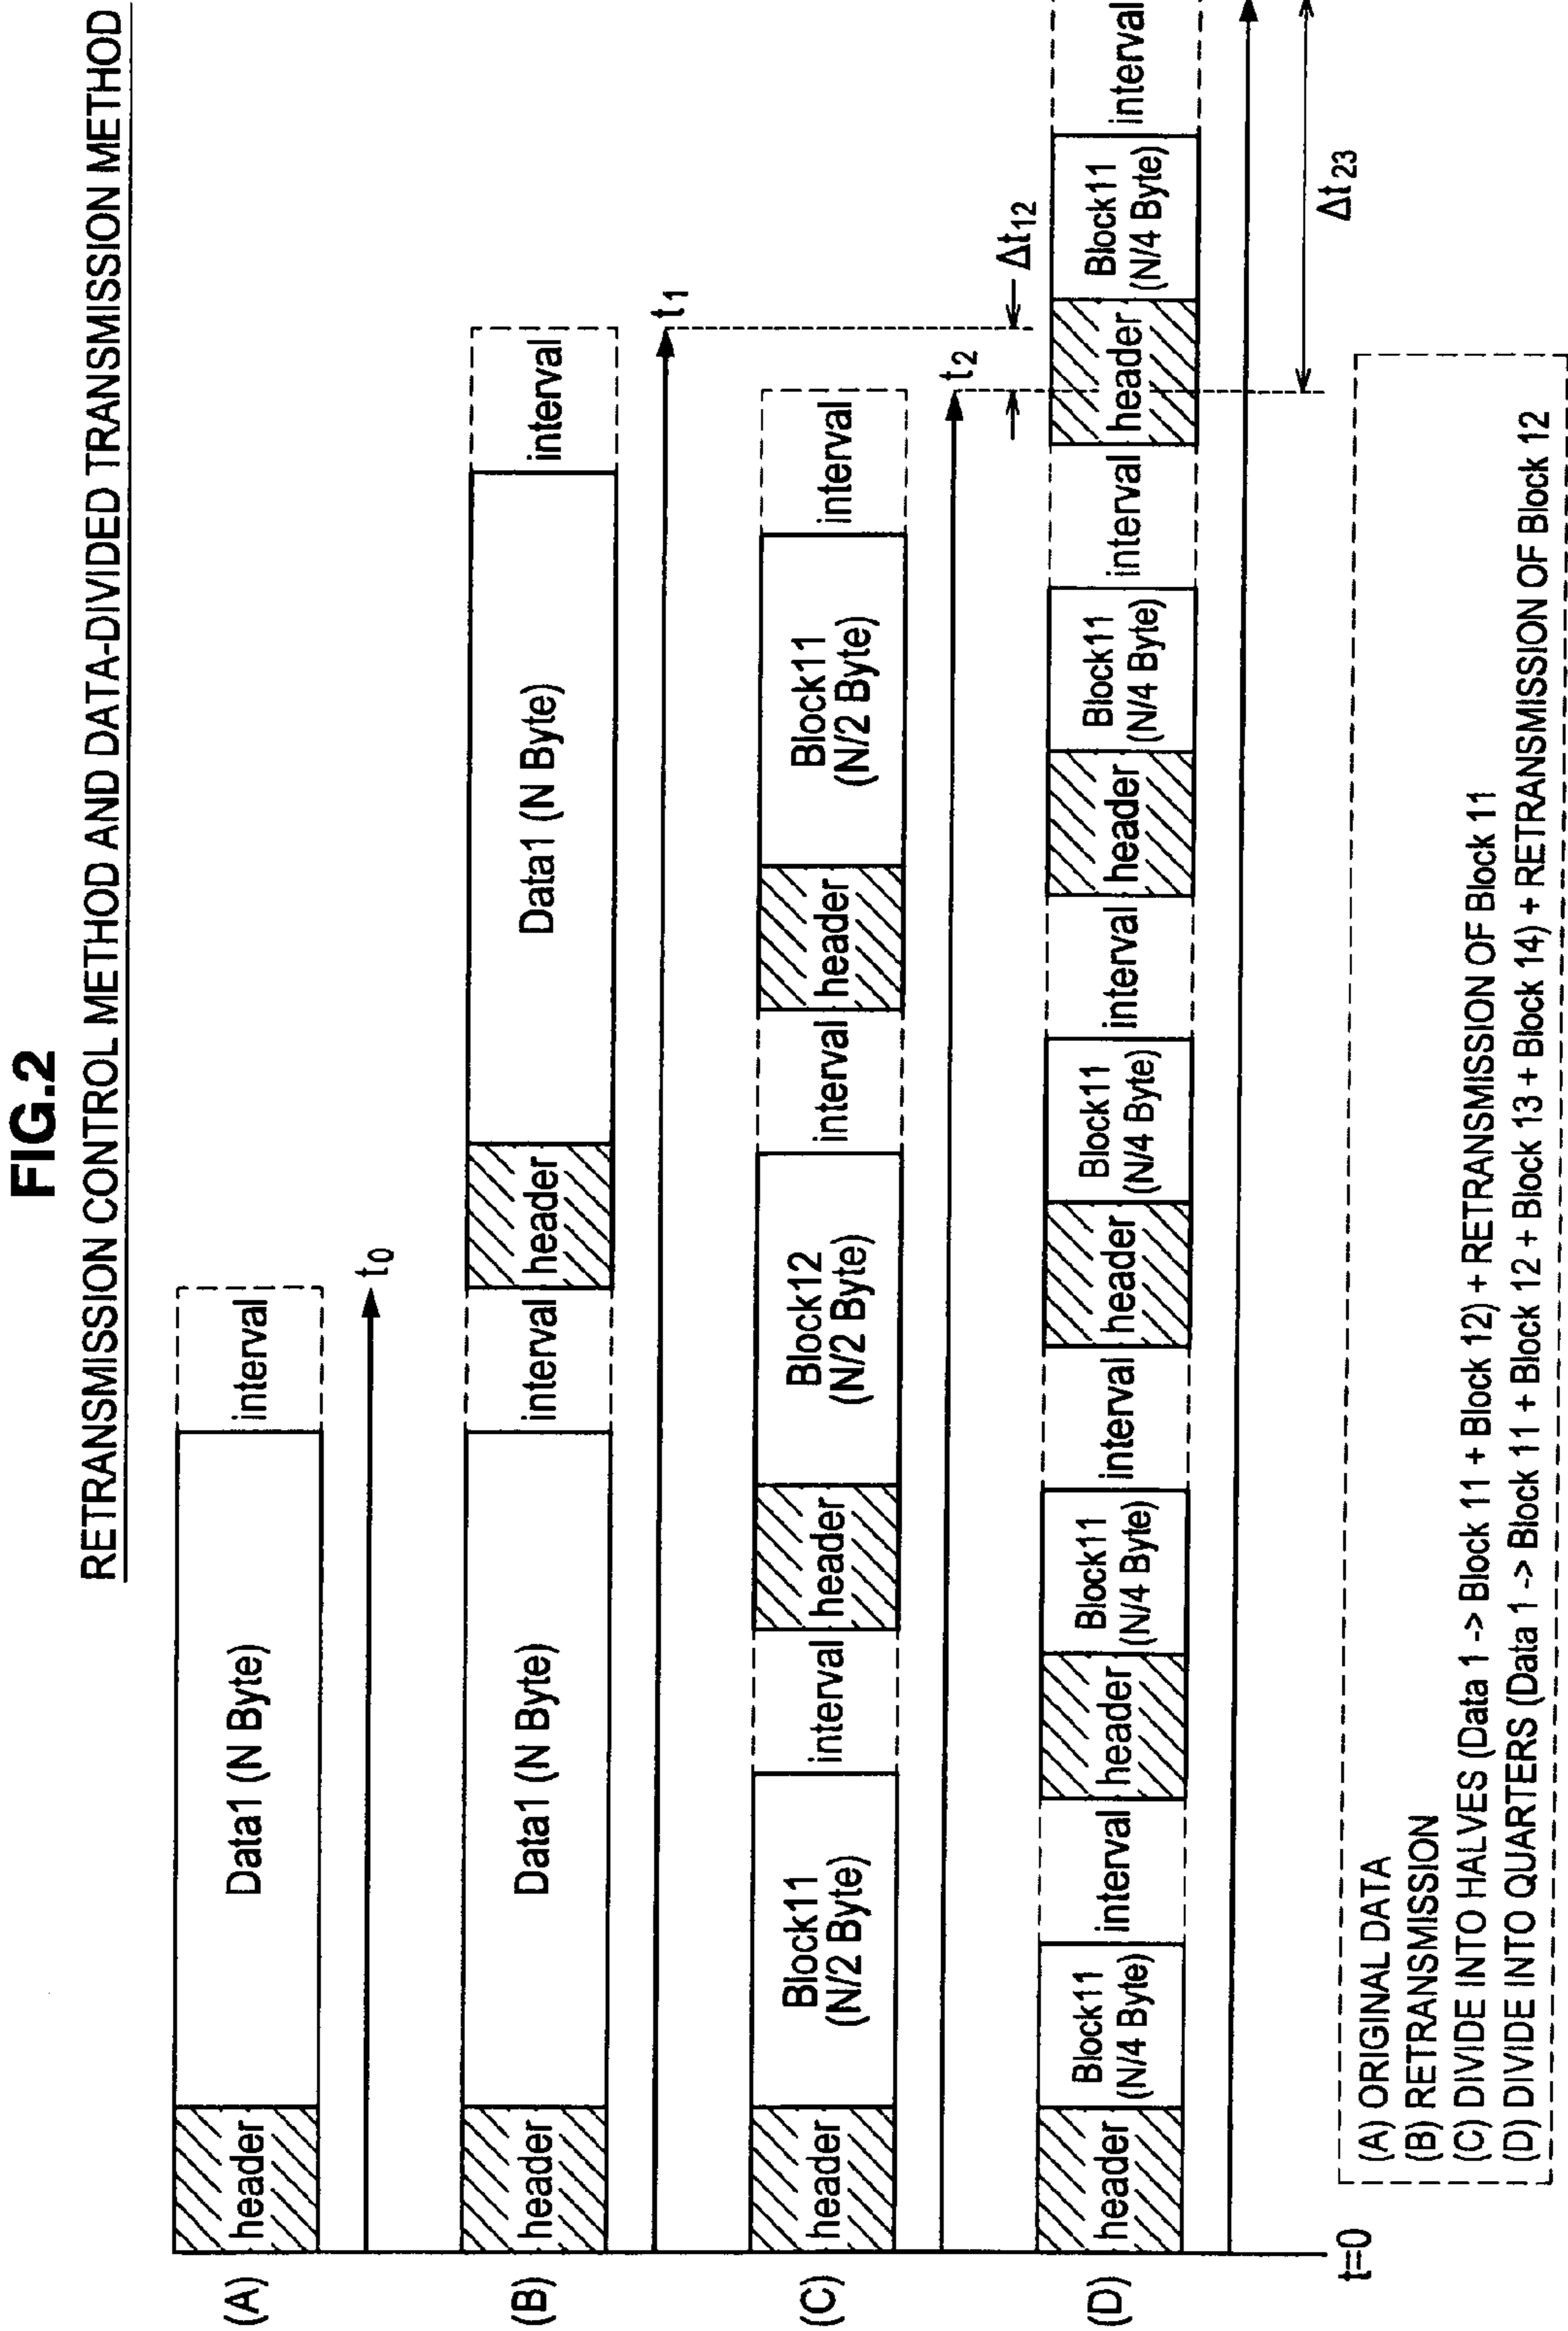 FIG.2
RETRANSMISSION CONTROL METHOD AND DATA-DIVIDED TRANSMISSION METHOD
(A)
header
Data1 (N Byte)
interval
t0
(B)
header
Data1 (N Byte)
interval
header
Data1 (N Byte)
interval
t1
(C)
header
Block11
(N/2 Byte)
interval
header
Block12
(N/2 Byte)
interval
header
Block11
(N/2 Byte)
interval
t2
Δt12
(D)
header
Block11
(N/4 Byte)
interval
header
Block11
(N/4 Byte)
interval
header
Block11
(N/4 Byte)
interval
header
Block11
(N/4 Byte)
interval
header
Block11
(N/4 Byte)
interval
Δt23
t=0
(A) ORIGINAL DATA
(B) RETRANSMISSION
(C) DIVIDE INTO HALVES (Data 1 -> Block 11 + Block 12) + RETRANSMISSION OF Block 11
(D) DIVIDE INTO QUARTERS (Data 1 -> Block 11 + Block 12 + Block 13 + Block 14) + RETRANSMISSION OF Block 12